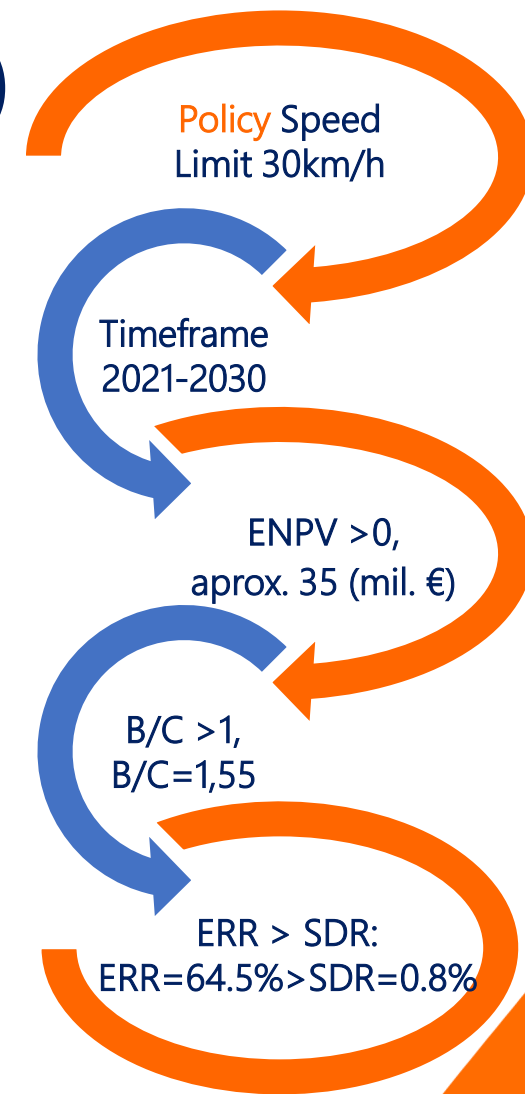 Policy Speed
Limit 30km/h
Timeframe
2021-2030
ENPV >0,
aprox. 35 (mil. €)
B/C >1,
B/C=1,55
ERR > SDR:
ERR=64.5%>SDR=0.8%